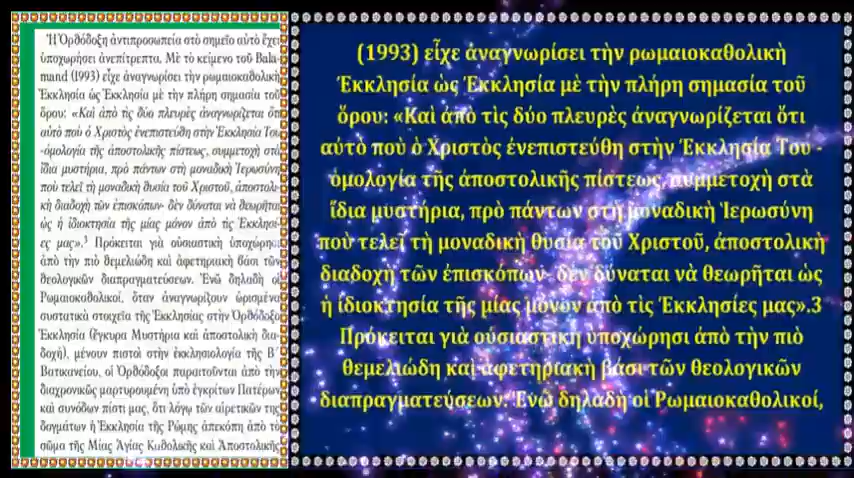 Ἡ Ὀρθόδοξη ἀντιπροσωπεία στὸ σημεῖο αὐτὸ ἔχει
ὑποχωρήσει ἀνεπίτρεπτα. Μὲ τὸ κείμενο τοῦ Bala-
mand (1993) εἶχε ἀναγνωρίσει τὴν ρωμαιοκαθολικὴ
Ἐκκλησία ὡς Ἐκκλησία μὲ τὴν πλήρη σημασία τοῦ
ὅρου: «Καὶ ἀπὸ τὶς δύο πλευρὲς ἀναγνωρίζεται ὅτι
αὐτὸ ποὺ ὁ Χριστὸς ἐνεπιστεύθη στὴν Ἐκκλησία Του
-ὁμολογία τῆς ἀποστολικῆς πίστεως, συμμετοχὴ στὰ
ἴδια μυστήρια, πρὸ πάντων στὴ μοναδικὴ Ἱερωσύνη
ποὺ τελεῖ τὴ μοναδικὴ θυσία τοῦ Χριστοῦ, ἀποστολι-
κὴ διαδοχὴ τῶν ἐπισκόπων- δὲν δύναται νὰ θεωρῆται
ὡς ἡ ἰδιοκτησία τῆς μίας μόνον ἀπὸ τὶς Ἐκκλησί-
ες μας».³ Πρόκειται γιὰ οὐσιαστικὴ ὑποχώρησι
ἀπὸ τὴν πιὸ θεμελιώδη καὶ ἀφετηριακὴ βάσι τῶν
θεολογικῶν διαπραγματεύσεων. Ἐνῶ δηλαδὴ οἱ
Ρωμαιοκαθολικοί, ὅταν ἀναγνωρίζουν ὡρισμένα
συστατικὰ στοιχεῖα τῆς Ἐκκλησίας στὴν Ὀρθόδοξο
Ἐκκλησία (ἔγκυρα Μυστήρια καὶ ἀποστολικὴ δια-
δοχή), μένουν πιστοὶ στὴν ἐκκλησιολογία τῆς Β΄
Βατικανείου, οἱ Ὀρθόδοξοι παραιτοῦνται ἀπὸ τὴν
διαχρονικῶς μαρτυρουμένη ὑπὸ ἐγκρίτων Πατέρων
καὶ συνόδων πίστι μας, ὅτι λόγῳ τῶν αἱρετικῶν της
δογμάτων ἡ Ἐκκλησία τῆς Ρώμης ἀπεκόπη ἀπὸ τὸ
σῶμα τῆς Μίας Ἁγίας Καθολικῆς καὶ Ἀποστολικῆς
(1993) εἶχε ἀναγνωρίσει τὴν ρωμαιοκαθολικὴ
Ἐκκλησία ὡς Ἐκκλησία μὲ τὴν πλήρη σημασία τοῦ
ὅρου: «Καὶ ἀπὸ τὶς δύο πλευρὲς ἀναγνωρίζεται ὅτι
αὐτὸ ποὺ ὁ Χριστὸς ἐνεπιστεύθη στὴν Ἐκκλησία Του -
ὁμολογία τῆς ἀποστολικῆς πίστεως, συμμετοχὴ στὰ
ἴδια μυστήρια, πρὸ πάντων στὴ μοναδικὴ Ἱερωσύνη
ποὺ τελεῖ τὴ μοναδικὴ θυσία τοῦ Χριστοῦ, ἀποστολικὴ
διαδοχὴ τῶν ἐπισκόπων- δὲν δύναται νὰ θεωρῆται ὡς
ἡ ἰδιοκτησία τῆς μίας μόνον ἀπὸ τὶς Ἐκκλησίες μας».3
Πρόκειται γιὰ οὐσιαστικὴ ὑποχώρησι ἀπὸ τὴν πιὸ
θεμελιώδη καὶ ἀφετηριακὴ βάσι τῶν θεολογικῶν
διαπραγματεύσεων. Ἐνῶ δηλαδὴ οἱ Ρωμαιοκαθολικοί,